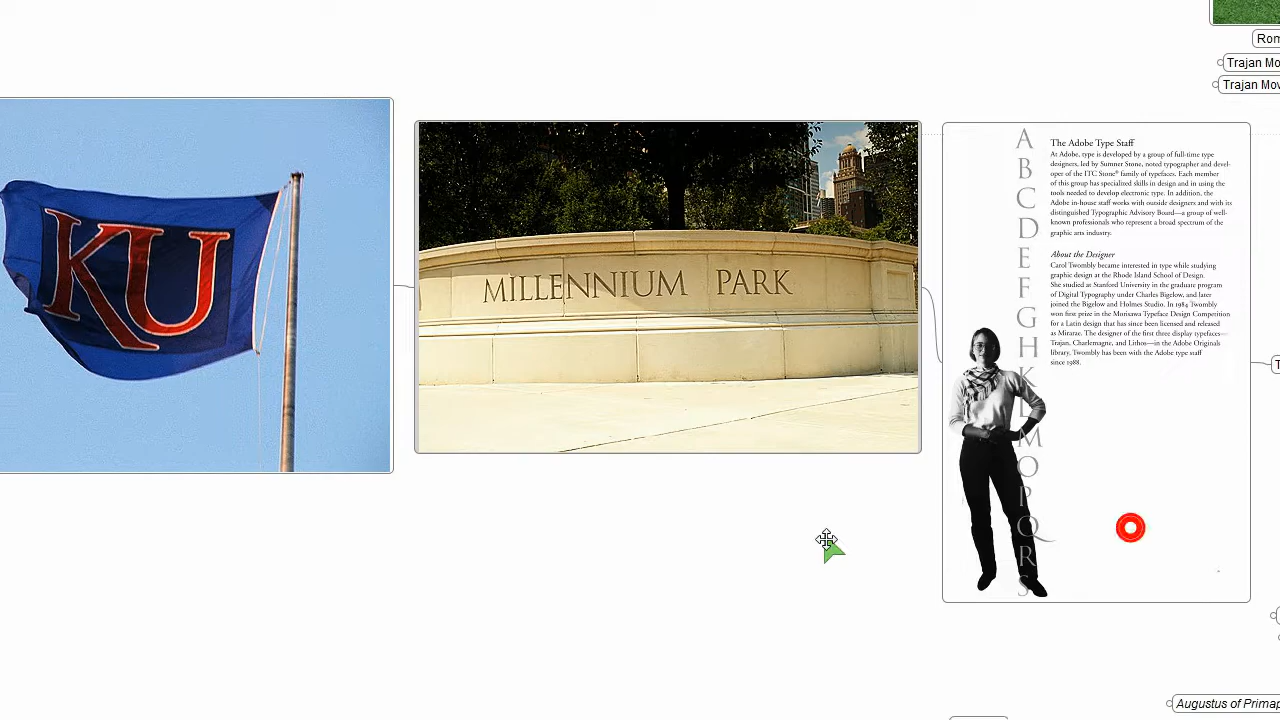 Rom
Trajan Mo
Trajan Mov
KU
MILLENNIUM PARK
A
B
C
D
E
F
G
H
K
L
M
O
P
Q
R
S
The Adobe Type Staff
At Adobe, type is developed by a group of full-time type
designers, led by Sumner Stone, noted typographer and devel-
oper of the ITC Stone® family of typefaces. Each member
of this group has specialized skills in design and in using the
tools needed to develop electronic type. In addition, the
Adobe in-house staff works with outside designers and with its
distinguished Typographic Advisory Board—a group of well-
known professionals who represent a broad spectrum of the
graphic arts industry.
About the Designer
Carol Twombly became interested in type while studying
graphic design at the Rhode Island School of Design.
She studied at Stanford University in the graduate program
of Digital Typography under Charles Bigelow, and later
joined the Bigelow and Holmes Studio. In 1984 Twombly
won first prize in the Morisawa Typeface Design Competition
for a Latin design that has since been licensed and released
as Mirarae. The designer of the first three display typefaces—
Trajan, Charlemagne, and Lithos—in the Adobe Originals
library, Twombly has been with the Adobe type staff
since 1988.
T
Augustus of Primap